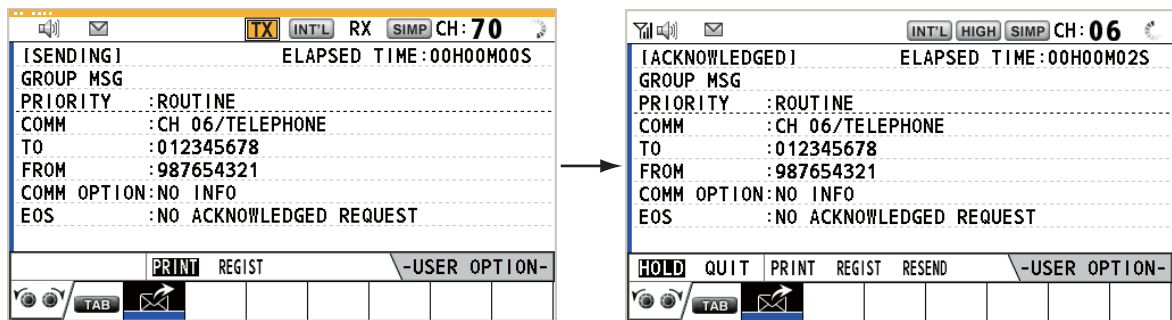 TX INT'L RX SIMP CH:70
[SENDING] ELAPSED TIME:00H00M00S
GROUP MSG
PRIORITY :ROUTINE
COMM :CH 06/TELEPHONE
TO :012345678
FROM :987654321
COMM OPTION:NO INFO
EOS :NO ACKNOWLEDGED REQUEST
PRINT REGIST -USER OPTION-
TAB
INT'L HIGH SIMP CH:06
[ACKNOWLEDGED] ELAPSED TIME:00H00M02S
GROUP MSG
PRIORITY :ROUTINE
COMM :CH 06/TELEPHONE
TO :012345678
FROM :987654321
COMM OPTION:NO INFO
EOS :NO ACKNOWLEDGED REQUEST
HOLD QUIT PRINT REGIST RESEND -USER OPTION-
TAB